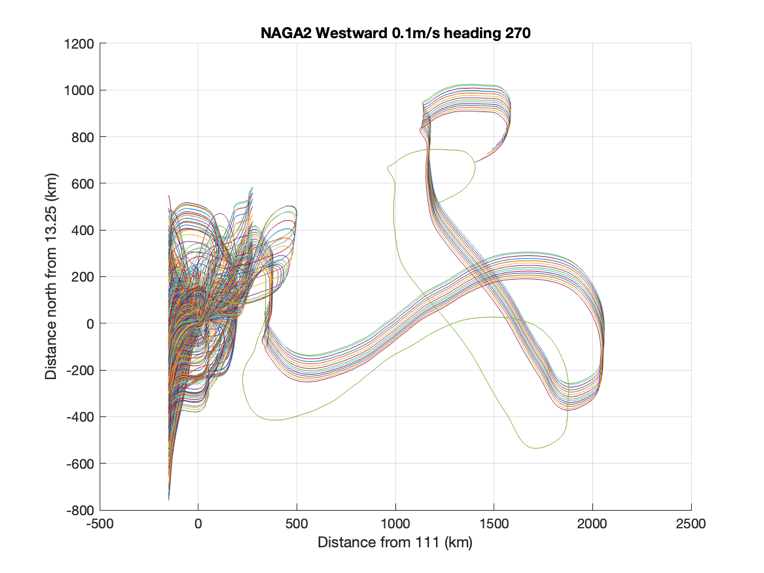 NAGA2 Westward 0.1m/s heading 270
1200
1000
800
600
400
200
0
-200
-400
-600
-800
Distance north from 13.25 (km)
-500 0 500 1000 1500 2000 2500
Distance from 111 (km)